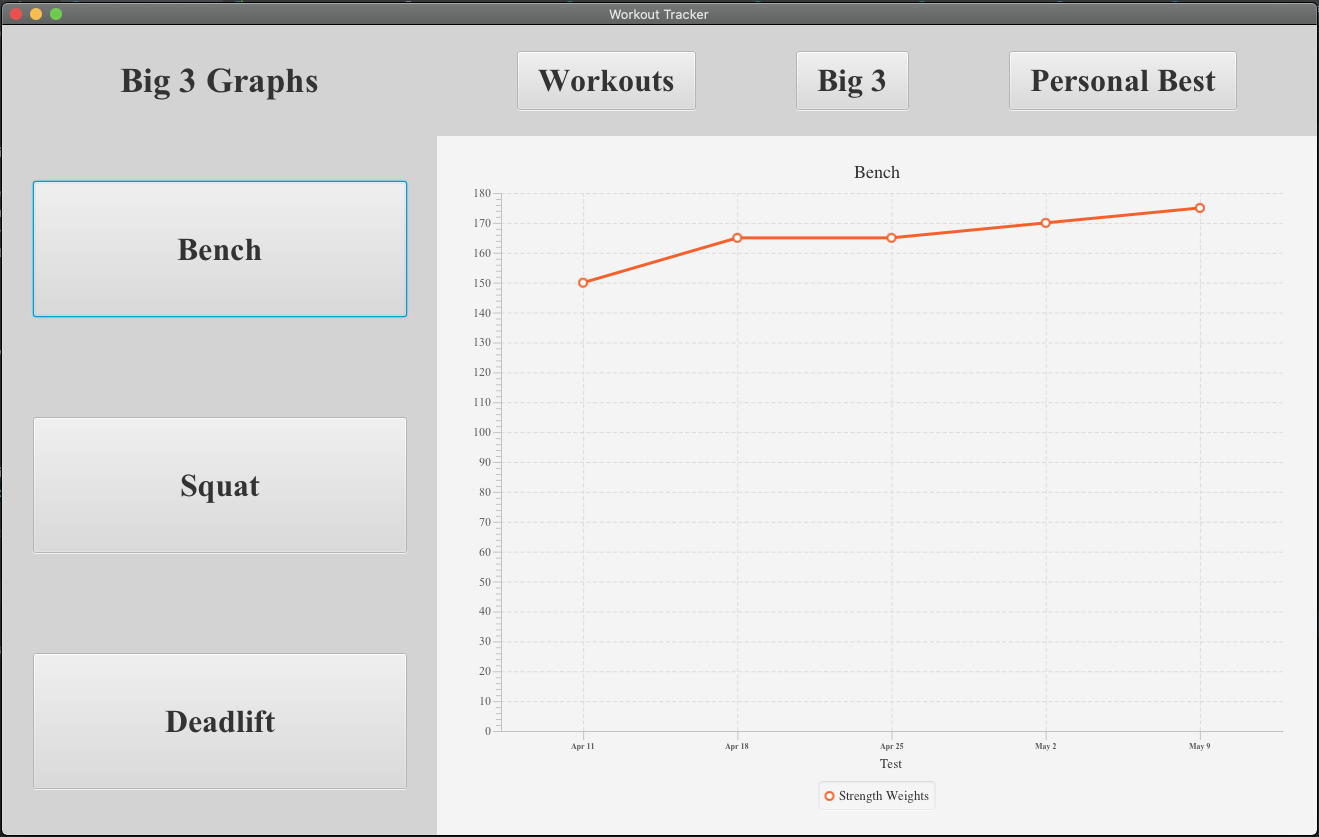 Workout Tracker
Big 3 Graphs
Workouts
Big 3
Personal Best
Bench
Squat
Deadlift
Bench
180
170
160
150
140
130
120
110
100
90
80
70
60
50
40
30
20
10
0
Apr 11 Apr 18 Apr 25 May 2 May 9
Test
Strength Weights